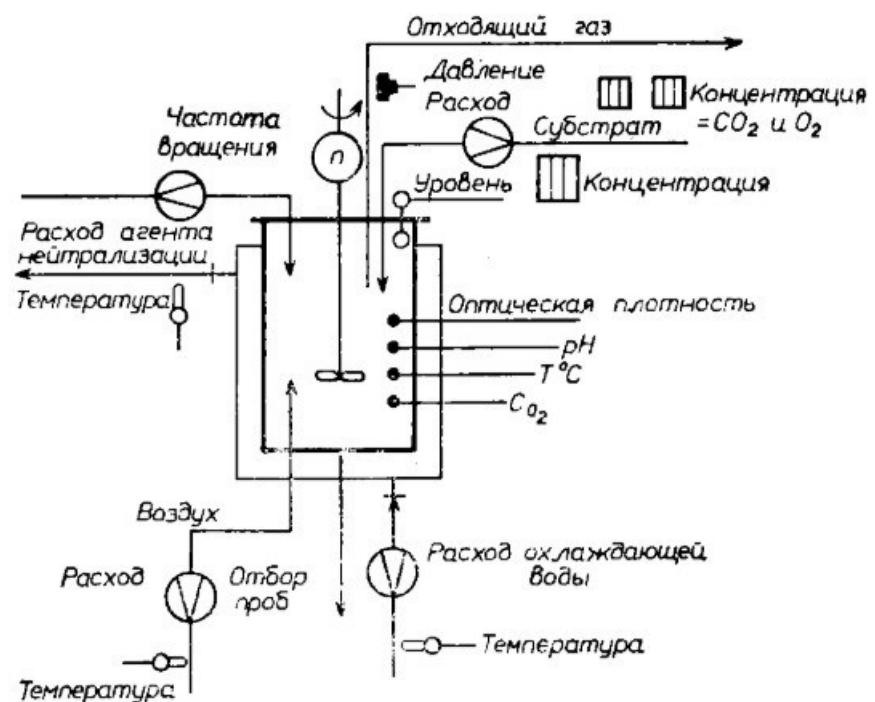 Отходящий газ
Давление
Расход
Концентрация
= CO₂ и O₂
Субстрат
Частота
вращения
n
Уровень
Концентрация
Расход агента
нейтрализации
Температура
Оптическая плотность
pH
T°C
C₀₂
Воздух
Расход
Отбор
проб
Расход охлаждающей
воды
Температура
Температура